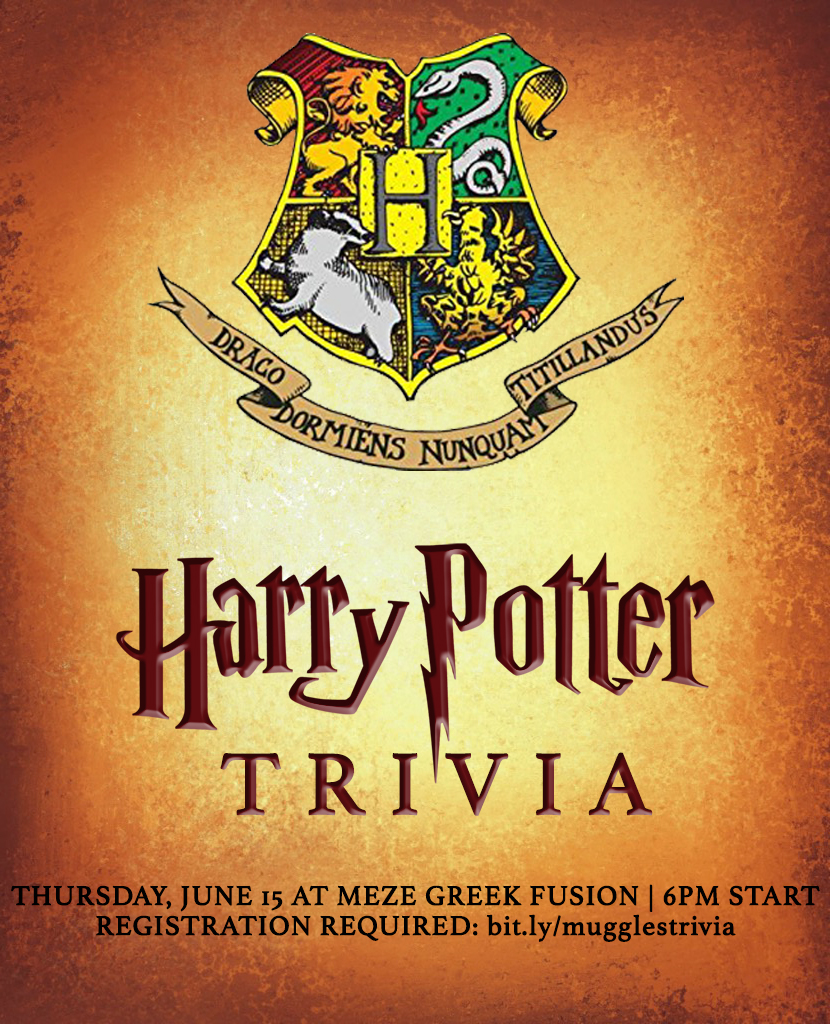 H
DRACO
DORMIENS NUNQUAM
TITILLANDUS
Harry Potter
TRIVIA
THURSDAY, JUNE 15 AT MEZE GREEK FUSION | 6PM START
REGISTRATION REQUIRED: bit.ly/mugglestrivia